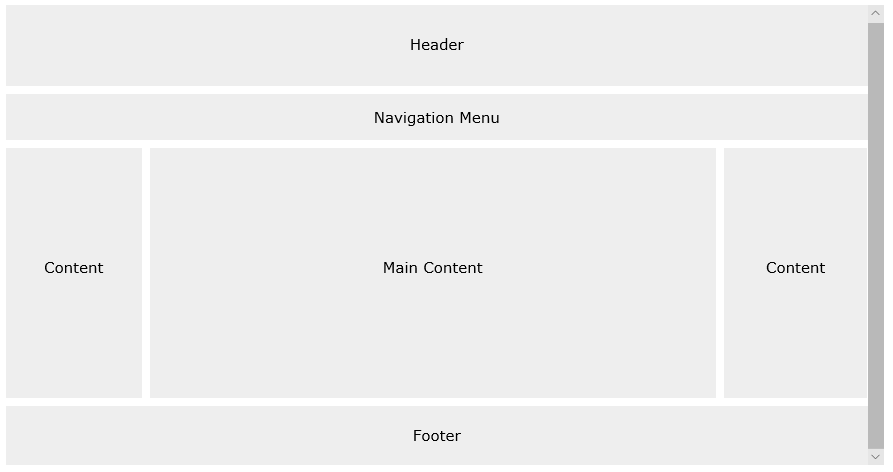 Header
Navigation Menu
Content
Main Content
Content
Footer